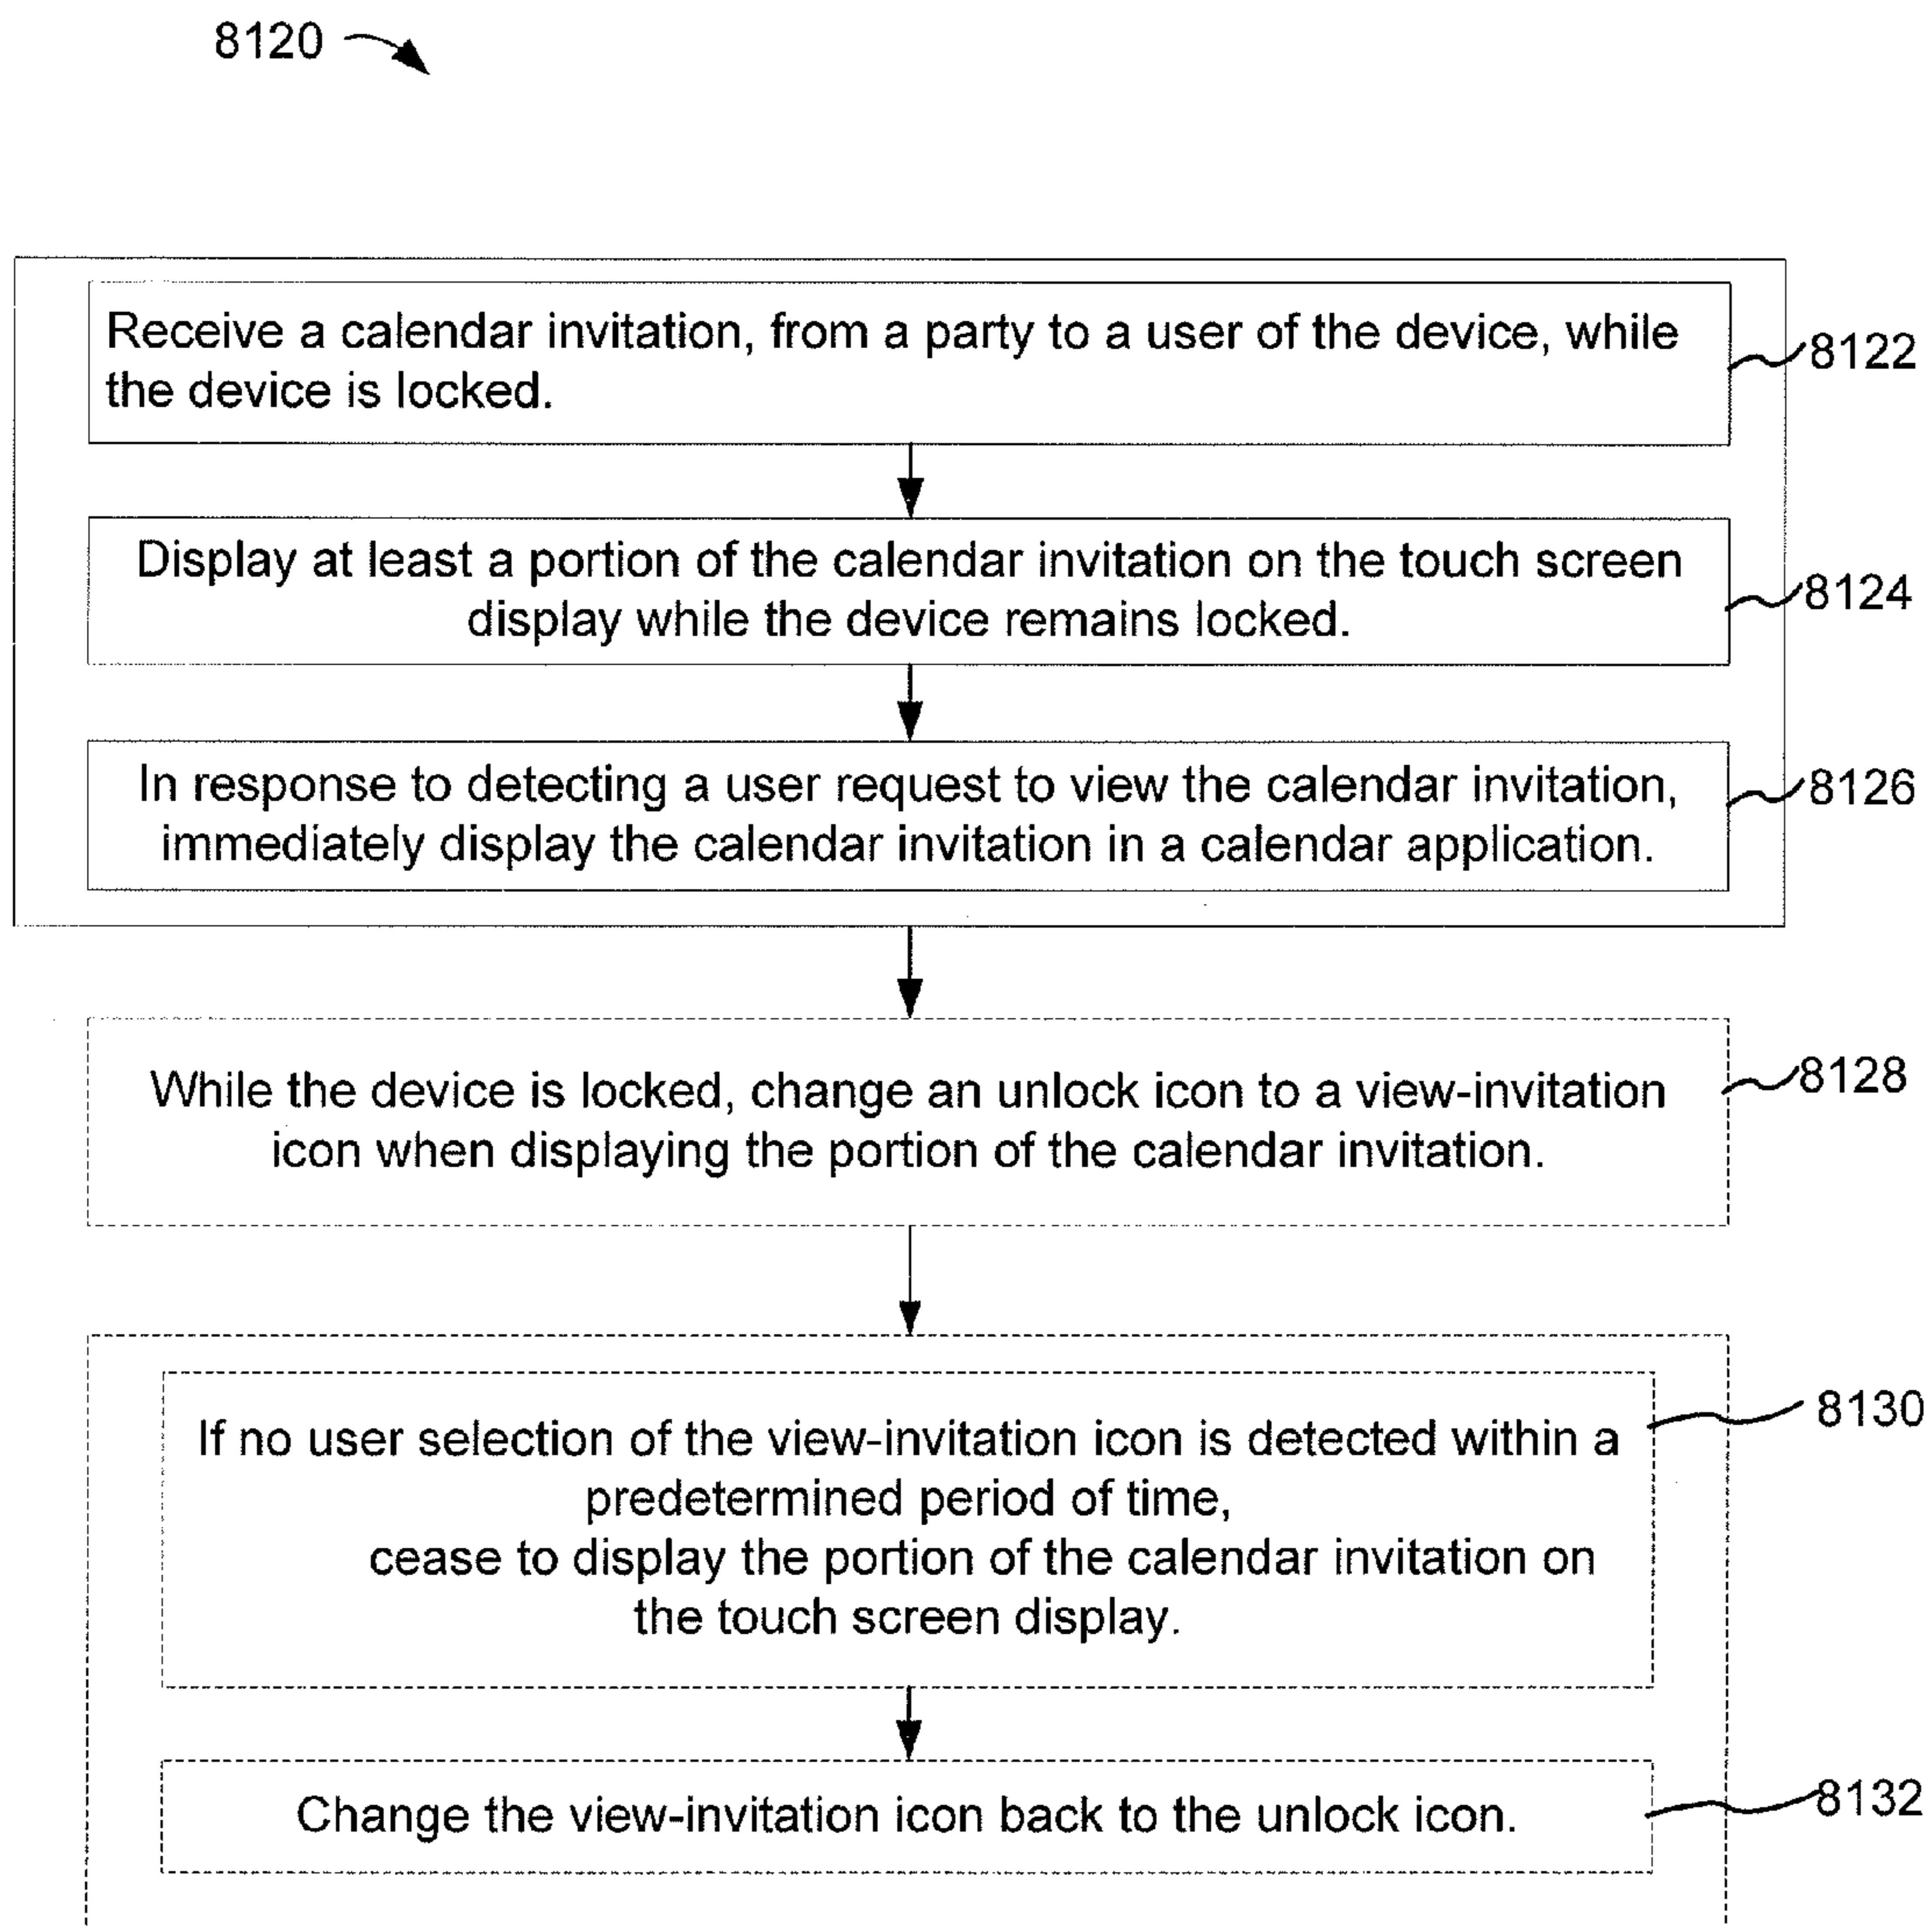 8120
Receive a calendar invitation, from a party to a user of the device, while
the device is locked.
8122
Display at least a portion of the calendar invitation on the touch screen
display while the device remains locked.
8124
In response to detecting a user request to view the calendar invitation,
immediately display the calendar invitation in a calendar application.
8126
While the device is locked, change an unlock icon to a view-invitation
icon when displaying the portion of the calendar invitation.
8128
If no user selection of the view-invitation icon is detected within a
predetermined period of time,
cease to display the portion of the calendar invitation on
the touch screen display.
8130
Change the view-invitation icon back to the unlock icon.
8132